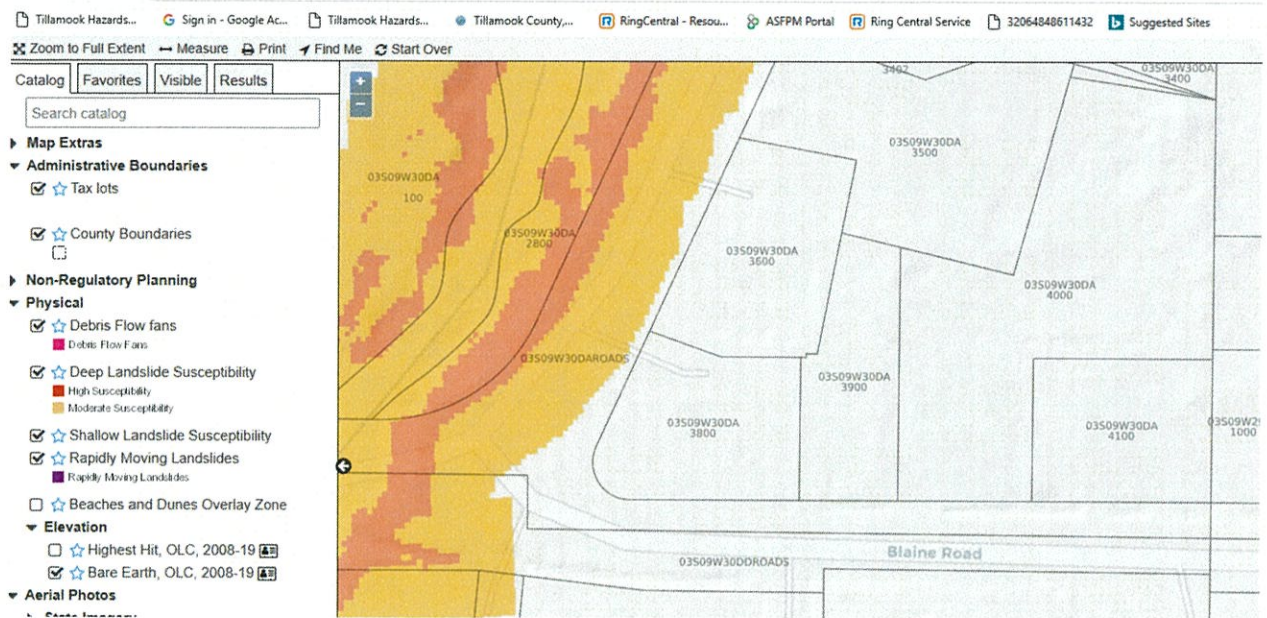 Tillamook Hazards... Sign in - Google Ac... Tillamook Hazards... Tillamook County,... RingCentral - Resou... ASFPM Portal Ring Central Service 32064848611432 Suggested Sites
Zoom to Full Extent Measure Print Find Me Start Over
Catalog Favorites Visible Results
Search catalog
Map Extras
Administrative Boundaries
Tax lots
County Boundaries
Non-Regulatory Planning
Physical
Debris Flow fans
Debris Flow Fans
Deep Landslide Susceptibility
High Susceptibility
Moderate Susceptibility
Shallow Landslide Susceptibility
Rapidly Moving Landslides
Rapidly Moving Landslides
Beaches and Dunes Overlay Zone
Elevation
Highest Hit, OLC, 2008-19
Bare Earth, OLC, 2008-19
Aerial Photos
State Imagery
+
−
3402
03S09W30DA
3400
03S09W30DA
3500
03S09W30DA
100
03S09W30DA
2800
03S09W30DA
3600
03S09W30DA
4000
03S09W30DAROADS
03S09W30DA
3900
03S09W30DA
3800
03S09W30DA
4100
03S09W2
1000
Blaine Road
03S09W30DDROADS